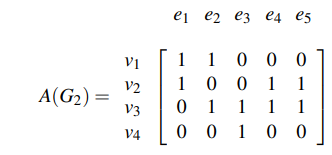 e1 e2 e3 e4 e5
v1 1 1 0 0 0
A(G2) = v2 1 0 0 1 1
v3 0 1 1 1 1
v4 0 0 1 0 0